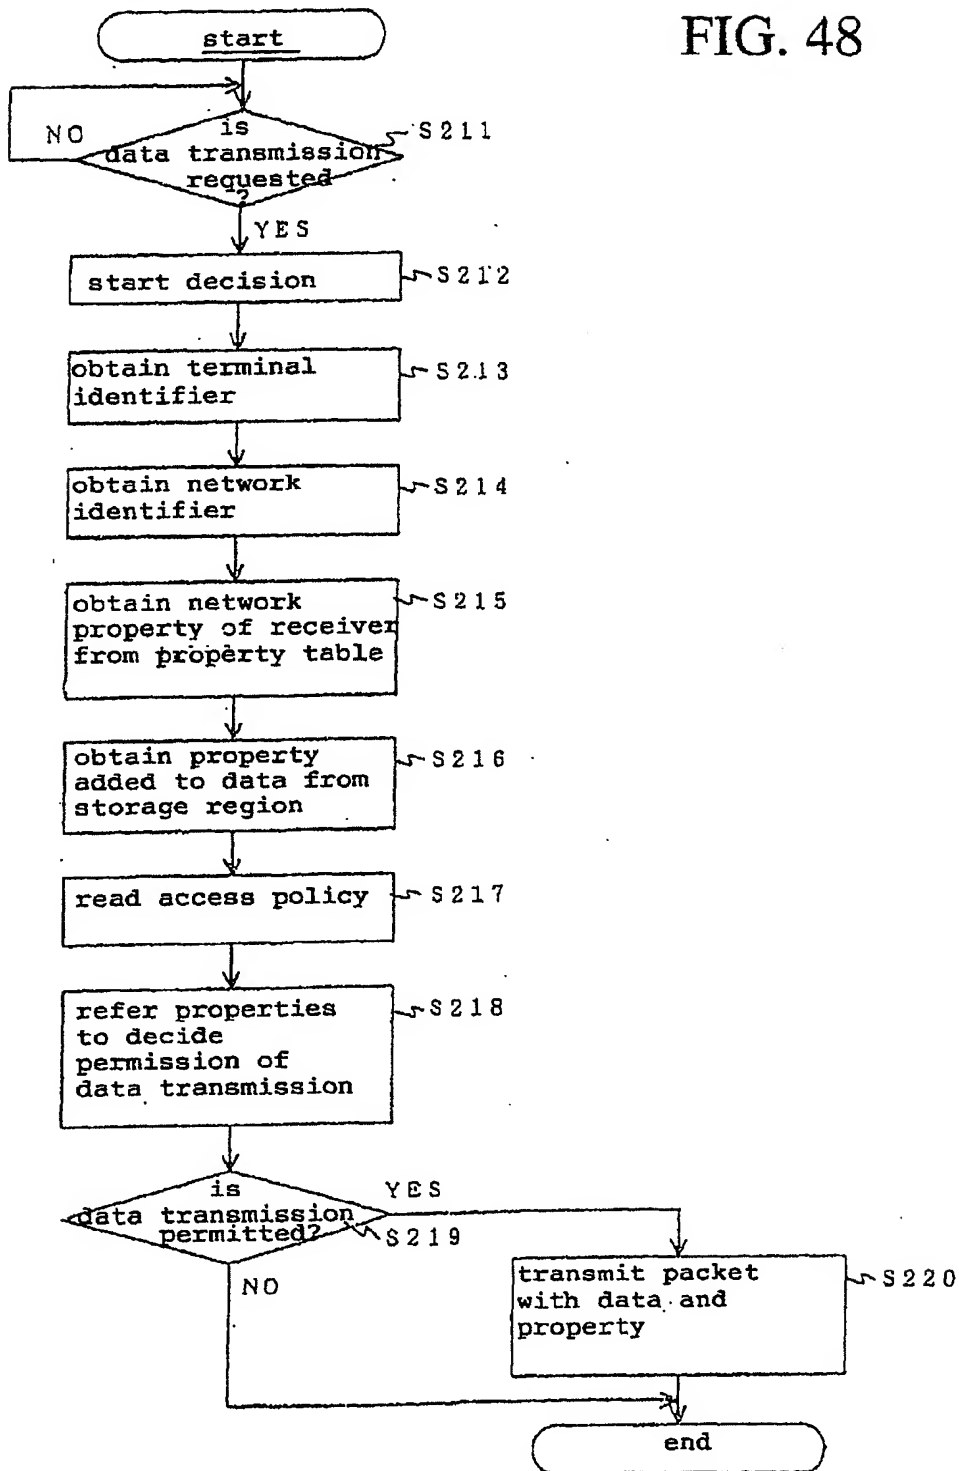 FIG. 48
start
NO
is
data transmission
requested
?
S211
YES
start decision
S212
obtain terminal
identifier
S213
obtain network
identifier
S214
obtain network
property of receiver
from property table
S215
obtain property
added to data from
storage region
S216
read access policy
S217
refer properties
to decide
permission of
data transmission
S218
is
data transmission
permitted?
YES
S219
NO
transmit packet
with data and
property
S220
end